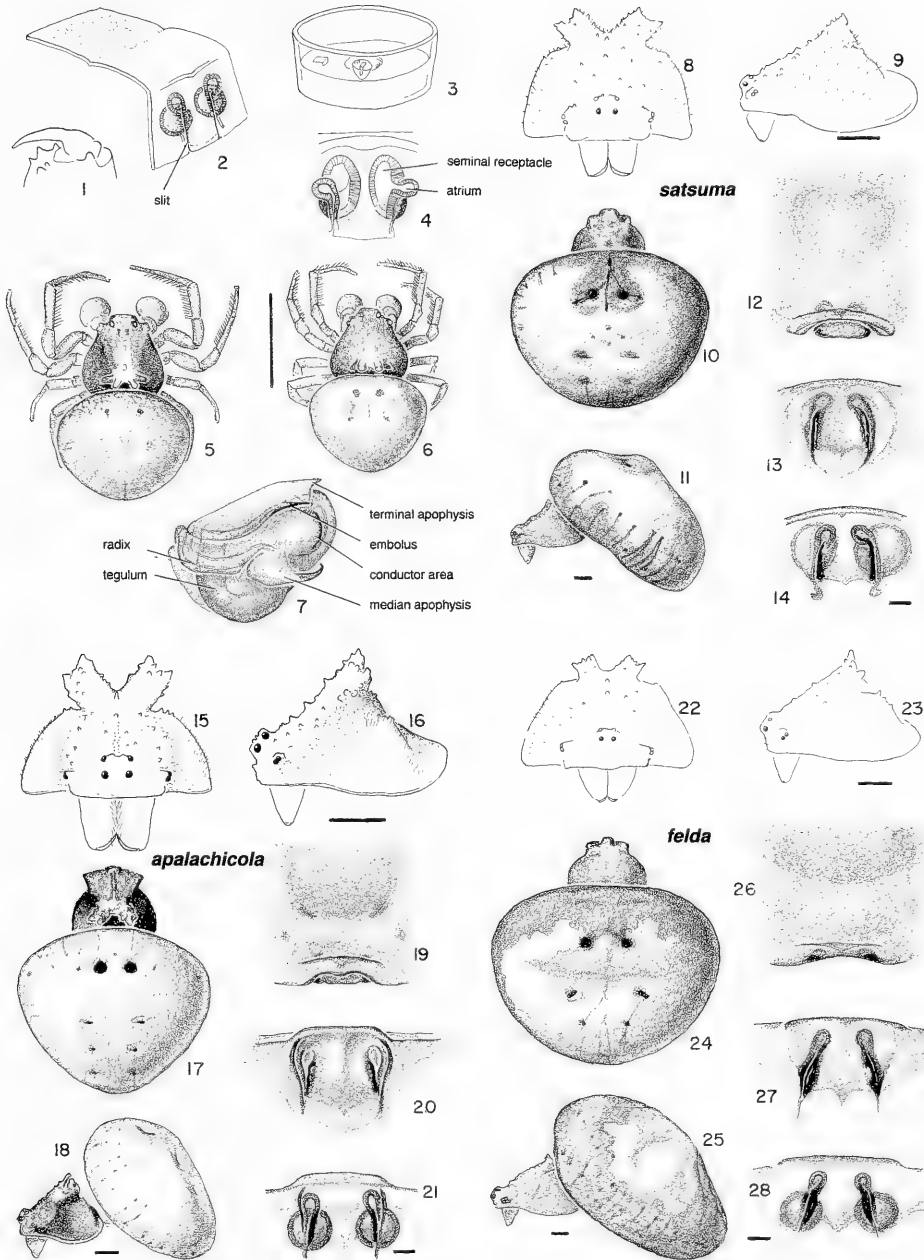 1
slit
2
3
seminal receptacle
atrium
4
5
6
terminal apophysis
embolus
conductor area
median apophysis
radix
tegulum
7
8
9
satsuma
10
11
12
13
14
15
16
apalachicola
17
18
19
20
21
22
23
felda
24
25
26
27
28